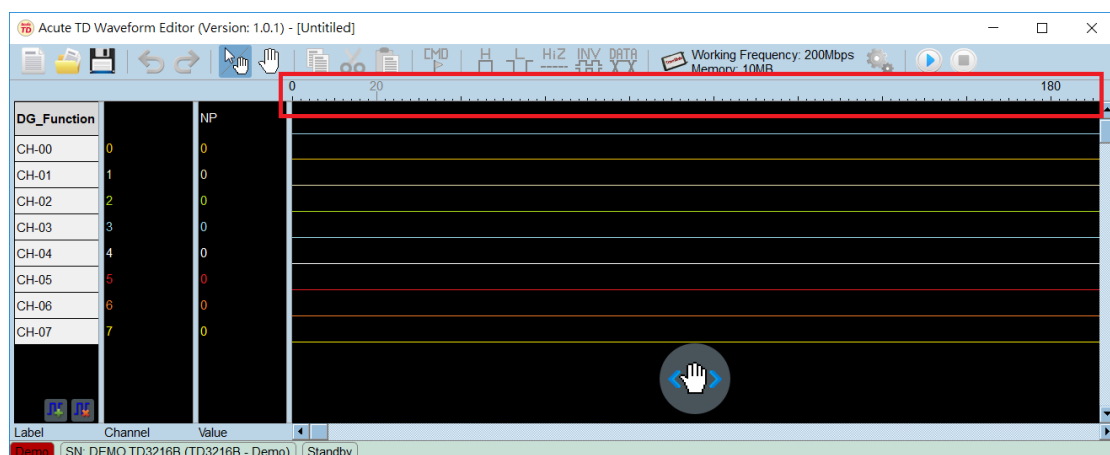 Acute TD Waveform Editor (Version: 1.0.1) - [Untitiled]
CMD H L HiZ INV DATA Working Frequency: 200Mbps
Memory: 10MB
0 20 180
DG_Function NP
CH-00 0 0
CH-01 1 0
CH-02 2 0
CH-03 3 0
CH-04 4 0
CH-05 5 0
CH-06 6 0
CH-07 7 0
Label Channel Value
Demo SN: DEMO TD3216B (TD3216B - Demo) Standby